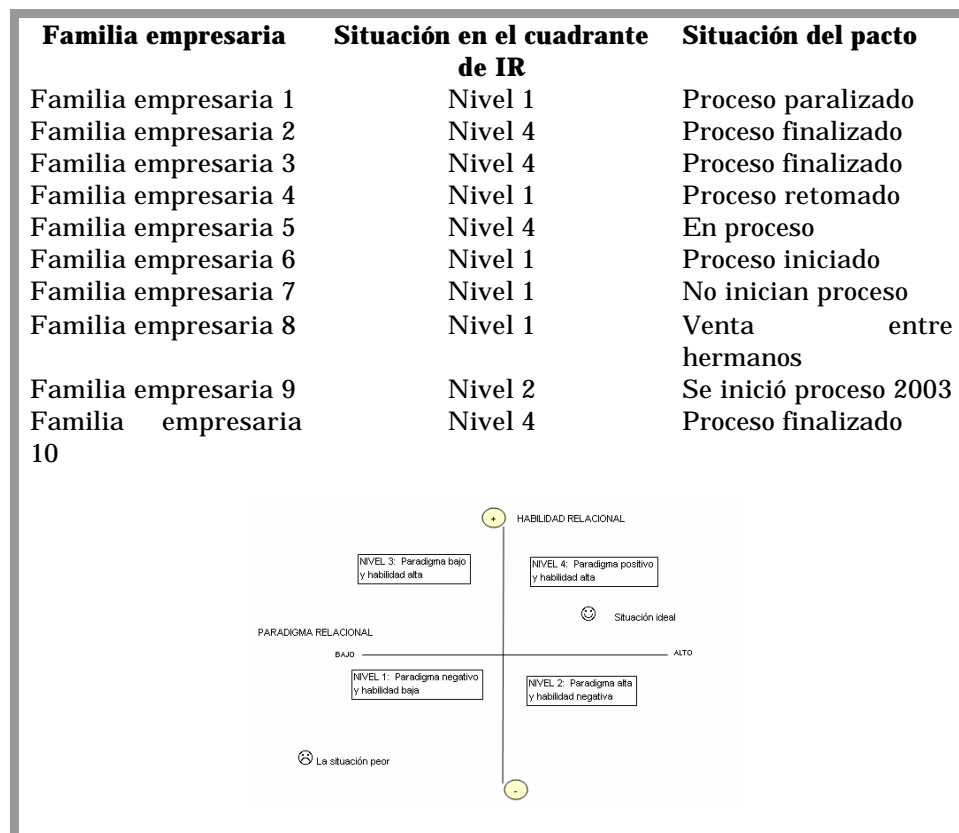 Familia empresaria Situación en el cuadrante Situación del pacto
de IR
Familia empresaria 1 Nivel 1 Proceso paralizado
Familia empresaria 2 Nivel 4 Proceso finalizado
Familia empresaria 3 Nivel 4 Proceso finalizado
Familia empresaria 4 Nivel 1 Proceso retomado
Familia empresaria 5 Nivel 4 En proceso
Familia empresaria 6 Nivel 1 Proceso iniciado
Familia empresaria 7 Nivel 1 No inician proceso
Familia empresaria 8 Nivel 1 Venta entre
hermanos
Familia empresaria 9 Nivel 2 Se inició proceso 2003
Familia empresaria Nivel 4 Proceso finalizado
10
+ HABILIDAD RELACIONAL
NIVEL 3: Paradigma bajo
y habilidad alta
NIVEL 4: Paradigma positivo
y habilidad alta
Situación ideal
PARADIGMA RELACIONAL
BAJO ALTO
NIVEL 1: Paradigma negativo
y habilidad baja
NIVEL 2: Paradigma alta
y habilidad negativa
La situación peor
-